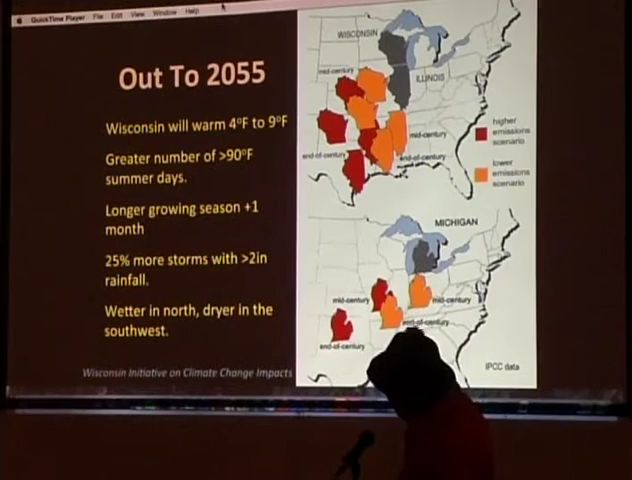 QuickTime Player File Edit View Window Help
Out To 2055
Wisconsin will warm 4°F to 9°F
Greater number of >90°F
summer days.
Longer growing season +1
month
25% more storms with >2in
rainfall.
Wetter in north, dryer in the
southwest.
Wisconsin Initiative on Climate Change Impacts
WISCONSIN
mid-century
ILLINOIS
mid-century
end-of-century
end-of-century
higher
emissions
scenario
lower
emissions
scenario
MICHIGAN
mid-century
mid-century
end-of-century
end-of-century
IPCC data